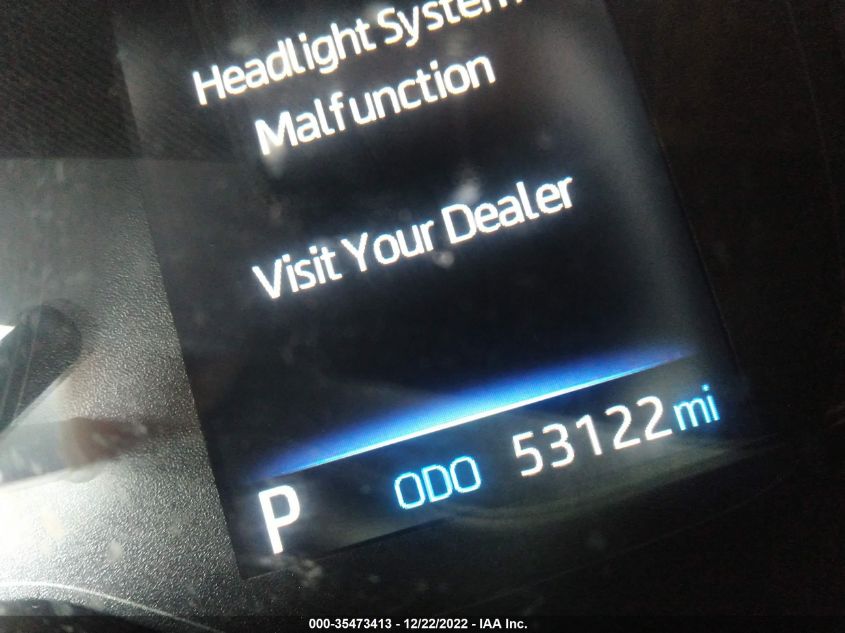 Headlight System
Malfunction
Visit Your Dealer
P ODO 53122 mi
000-35473413 - 12/22/2022 - IAA Inc.